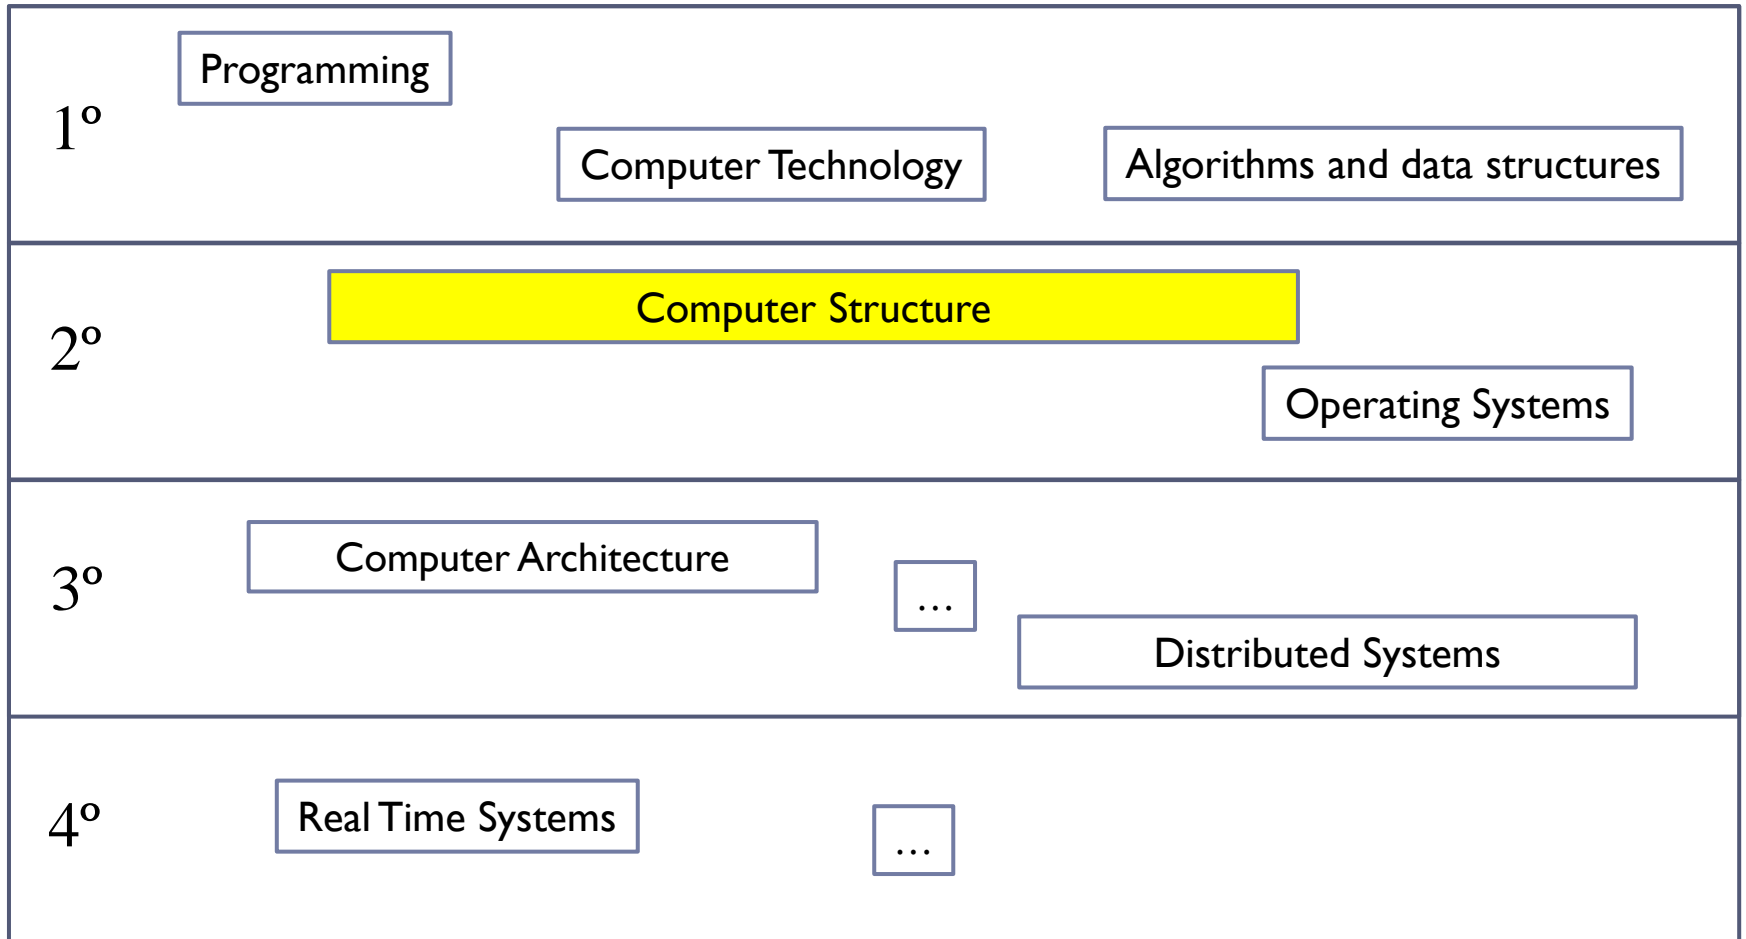 1º
Programming
Computer Technology
Algorithms and data structures
2º
Computer Structure
Operating Systems
3º
Computer Architecture
...
Distributed Systems
4º
Real Time Systems
...